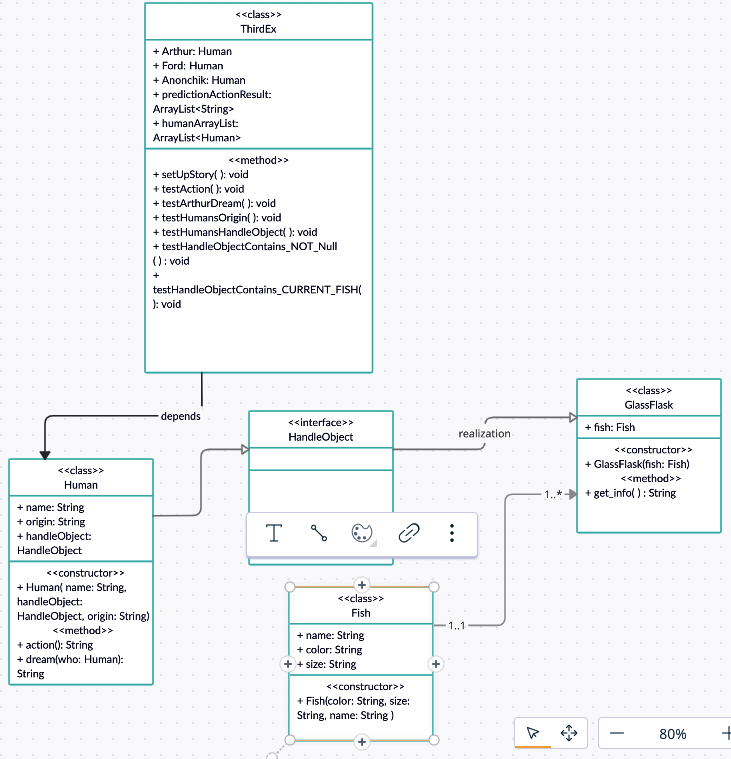 <<class>>
ThirdEx
+ Arthur: Human
+ Ford: Human
+ Anonchik: Human
+ predictionActionResult:
ArrayList<String>
+ humanArrayList:
ArrayList<Human>
<<method>>
+ setUpStory( ): void
+ testAction( ): void
+ testArthurDream( ): void
+ testHumansOrigin( ): void
+ testHumansHandleObject( ): void
+ testHandleObjectContains_NOT_Null
( ) : void
+
testHandleObjectContains_CURRENT_FISH(
): void
depends
<<class>>
Human
+ name: String
+ origin: String
+ handleObject:
HandleObject
<<constructor>>
+ Human( name: String,
handleObject:
HandleObject, origin: String)
<<method>>
+ action(): String
+ dream(who: Human):
String
<<interface>>
HandleObject
realization
<<class>>
GlassFlask
+ fish: Fish
<<constructor>>
+ GlassFlask(fish: Fish)
<<method>>
+ get_info( ) : String
1..*
T
<<class>>
Fish
+ name: String
+ color: String
+ size: String
<<constructor>>
+ Fish(color: String, size:
String, name: String )
1..1
80%